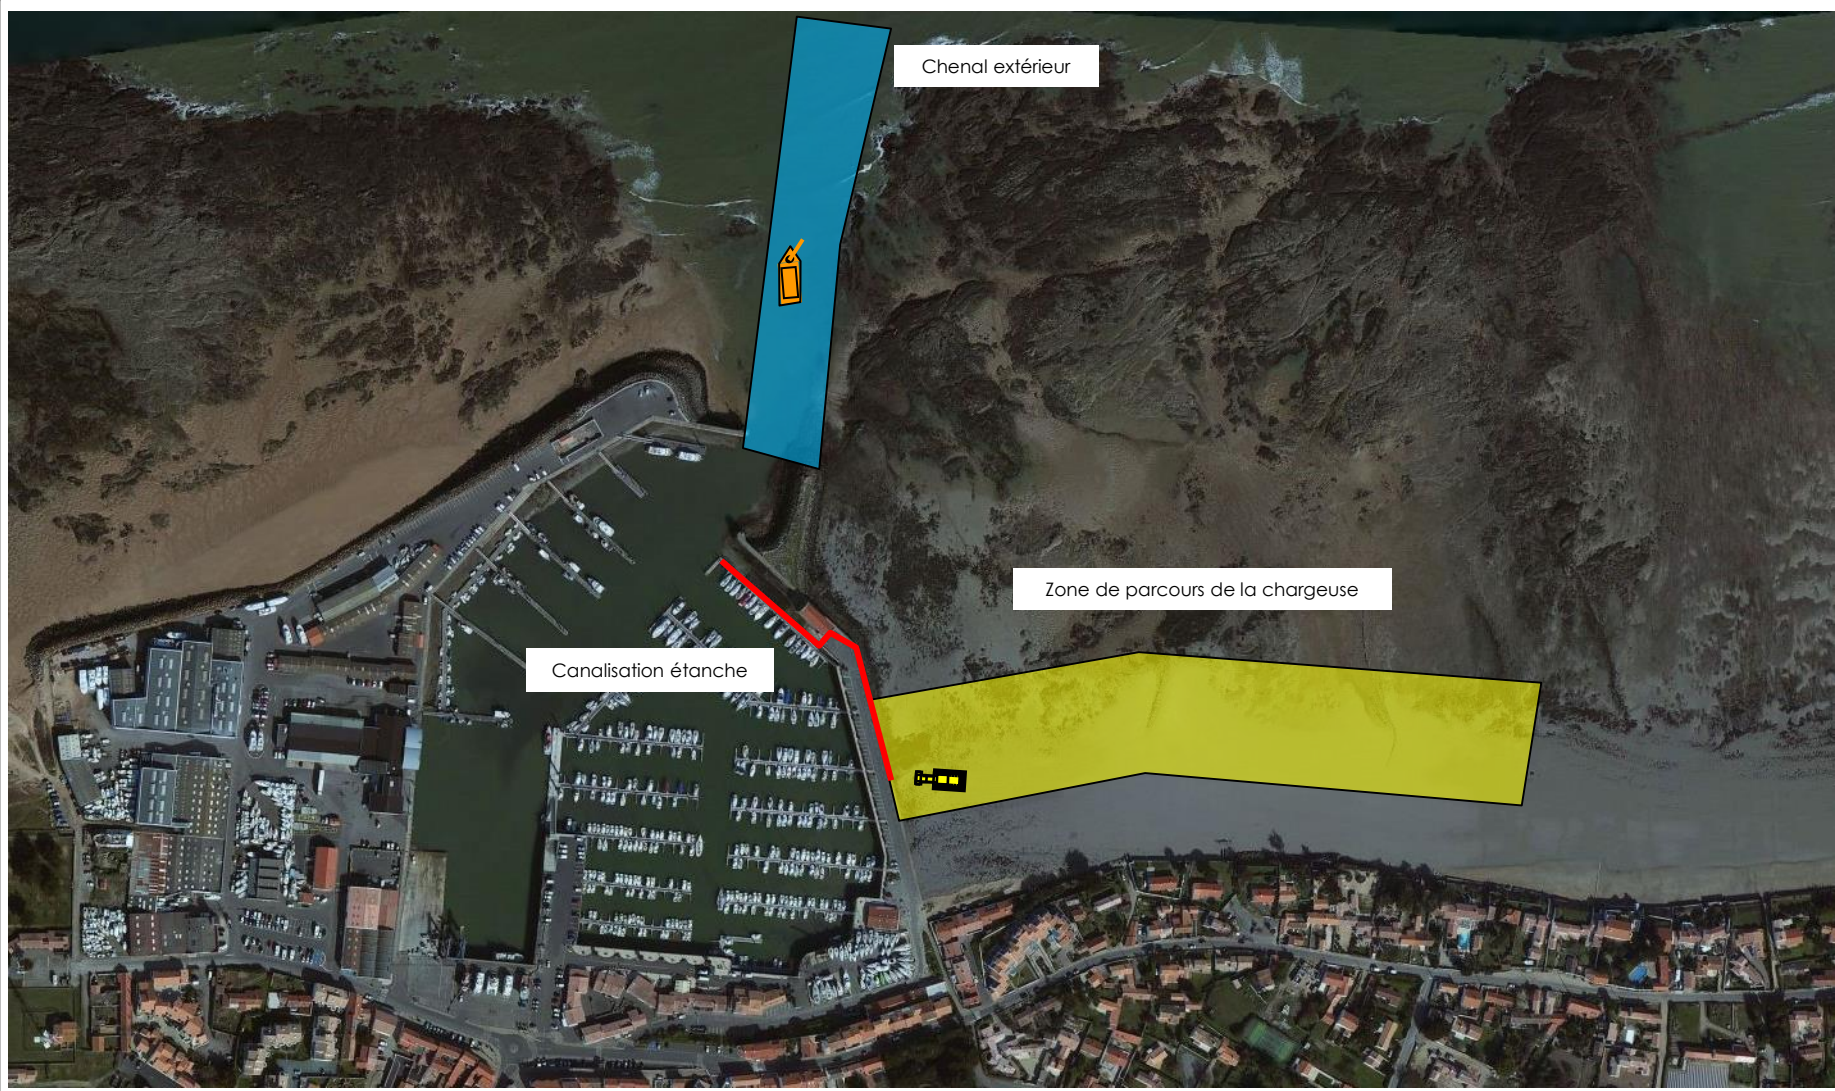 Chenal extérieur
Zone de parcours de la chargeuse
Canalisation étanche